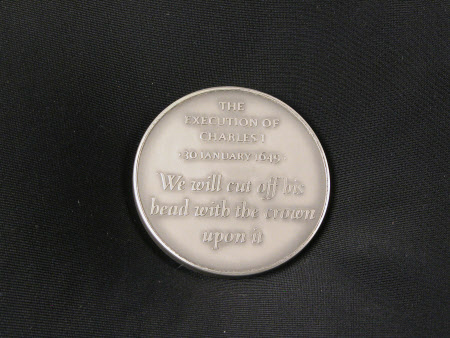 THE
EXECUTION OF
CHARLES I
30 JANUARY 1649
We will cut off his
head with the crown
upon it